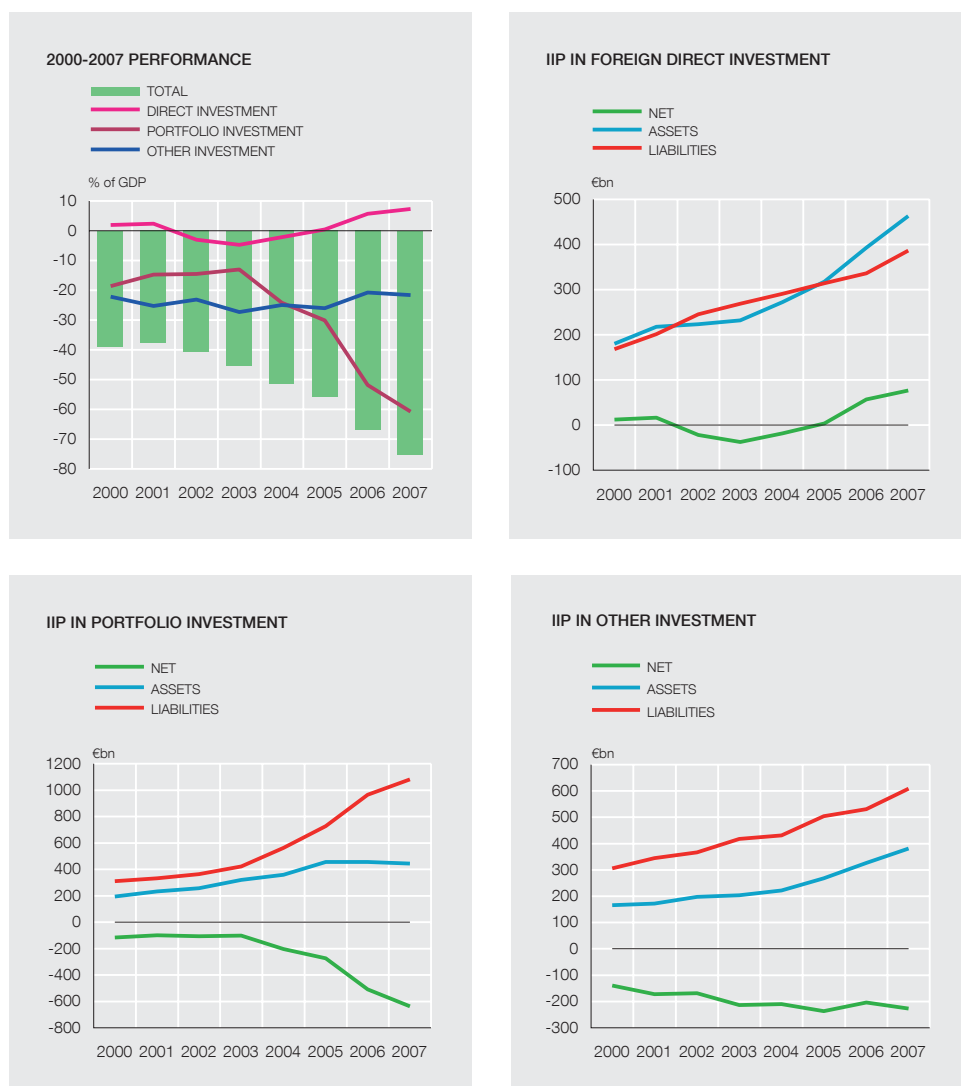 2000-2007 PERFORMANCE
TOTAL
DIRECT INVESTMENT
PORTFOLIO INVESTMENT
OTHER INVESTMENT
% of GDP
10
0
-10
-20
-30
-40
-50
-60
-70
-80
2000 2001 2002 2003 2004 2005 2006 2007
IIP IN FOREIGN DIRECT INVESTMENT
NET
ASSETS
LIABILITIES
€bn
500
400
300
200
100
0
-100
2000 2001 2002 2003 2004 2005 2006 2007
IIP IN PORTFOLIO INVESTMENT
NET
ASSETS
LIABILITIES
€bn
1200
1000
800
600
400
200
0
-200
-400
-600
-800
2000 2001 2002 2003 2004 2005 2006 2007
IIP IN OTHER INVESTMENT
NET
ASSETS
LIABILITIES
€bn
700
600
500
400
300
200
100
0
-100
-200
-300
2000 2001 2002 2003 2004 2005 2006 2007